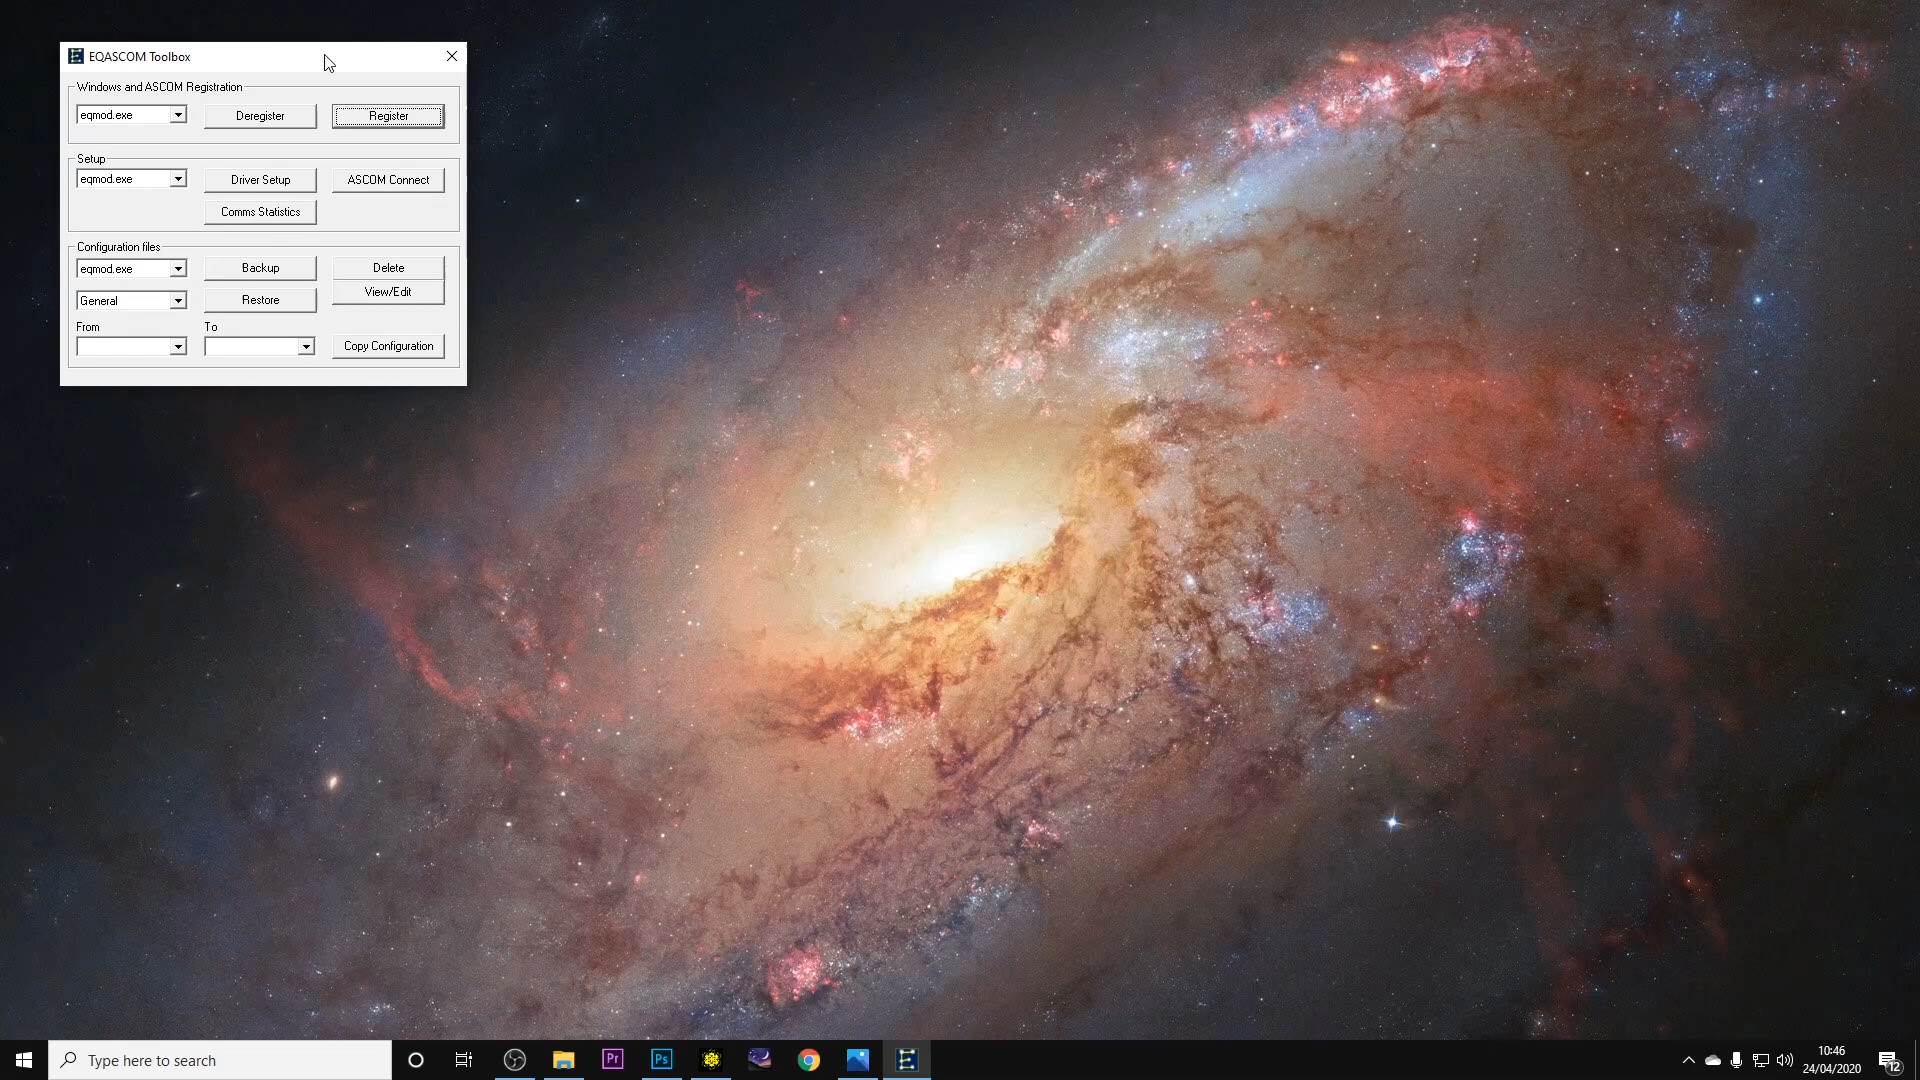 EQASCOM Toolbox
Windows and ASCOM Registration
eqmod.exe Deregister Register
Setup
eqmod.exe Driver Setup ASCOM Connect
Comms Statistics
Configuration files
eqmod.exe Backup Delete
View/Edit
General Restore
From To
Copy Configuration
Type here to search
Pr Ps
10:46
24/04/2020
12